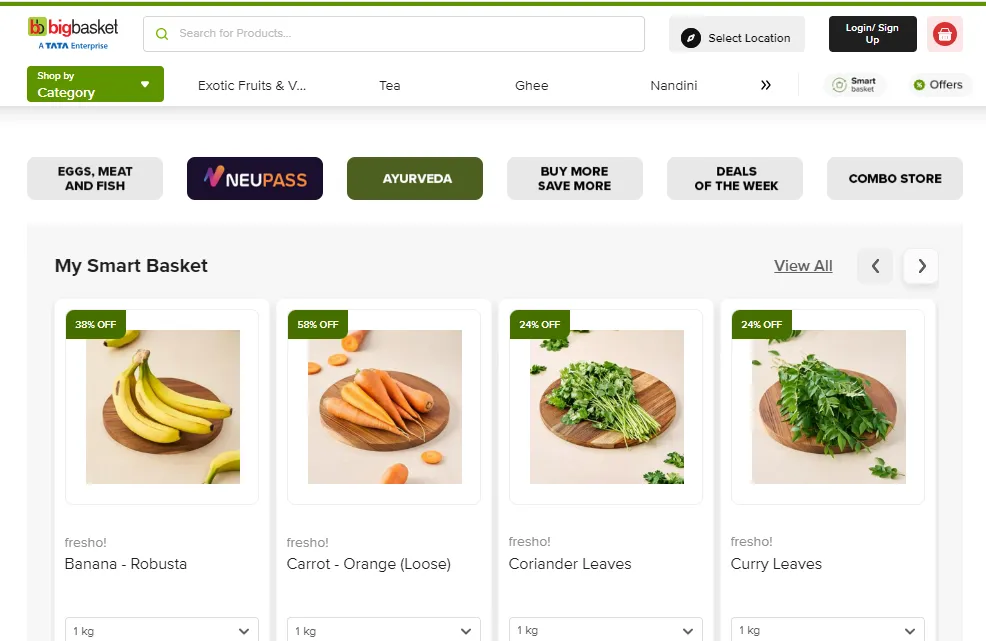 bb bigbasket
A TATA Enterprise
Search for Products...
Select Location
Login/ Sign
Up
Shop by
Category
Exotic Fruits & V...
Tea
Ghee
Nandini
Smart
basket
Offers
EGGS, MEAT
AND FISH
NEUPASS
AYURVEDA
BUY MORE
SAVE MORE
DEALS
OF THE WEEK
COMBO STORE
My Smart Basket
View All
38% OFF
58% OFF
24% OFF
24% OFF
fresho!
fresho!
fresho!
fresho!
Banana - Robusta
Carrot - Orange (Loose)
Coriander Leaves
Curry Leaves
1 kg
1 kg
1 kg
1 kg